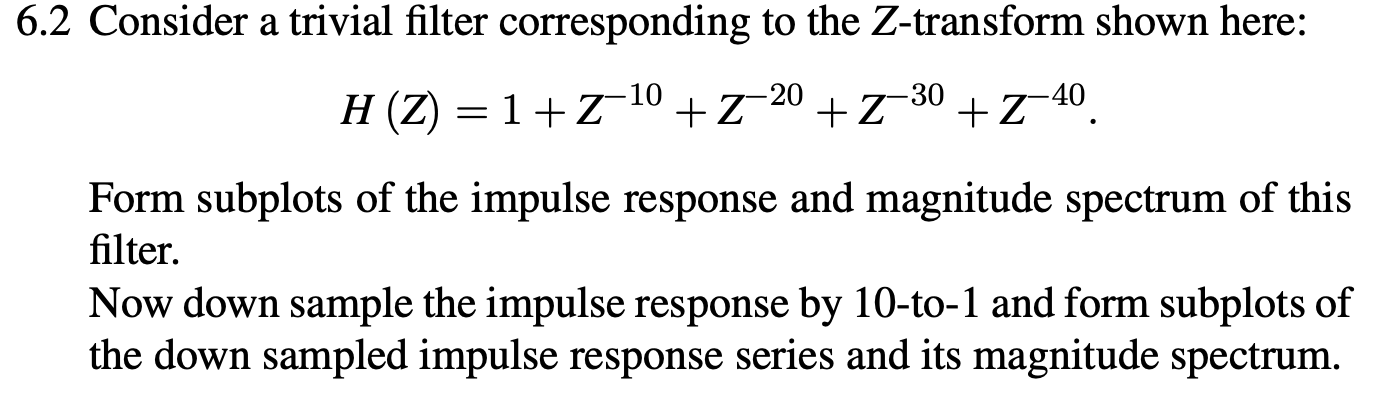 6.2 Consider a trivial filter corresponding to the Z-transform shown here:
H (Z) = 1 + Z⁻¹⁰ + Z⁻²⁰ + Z⁻³⁰ + Z⁻⁴⁰.
Form subplots of the impulse response and magnitude spectrum of this
filter.
Now down sample the impulse response by 10-to-1 and form subplots of
the down sampled impulse response series and its magnitude spectrum.